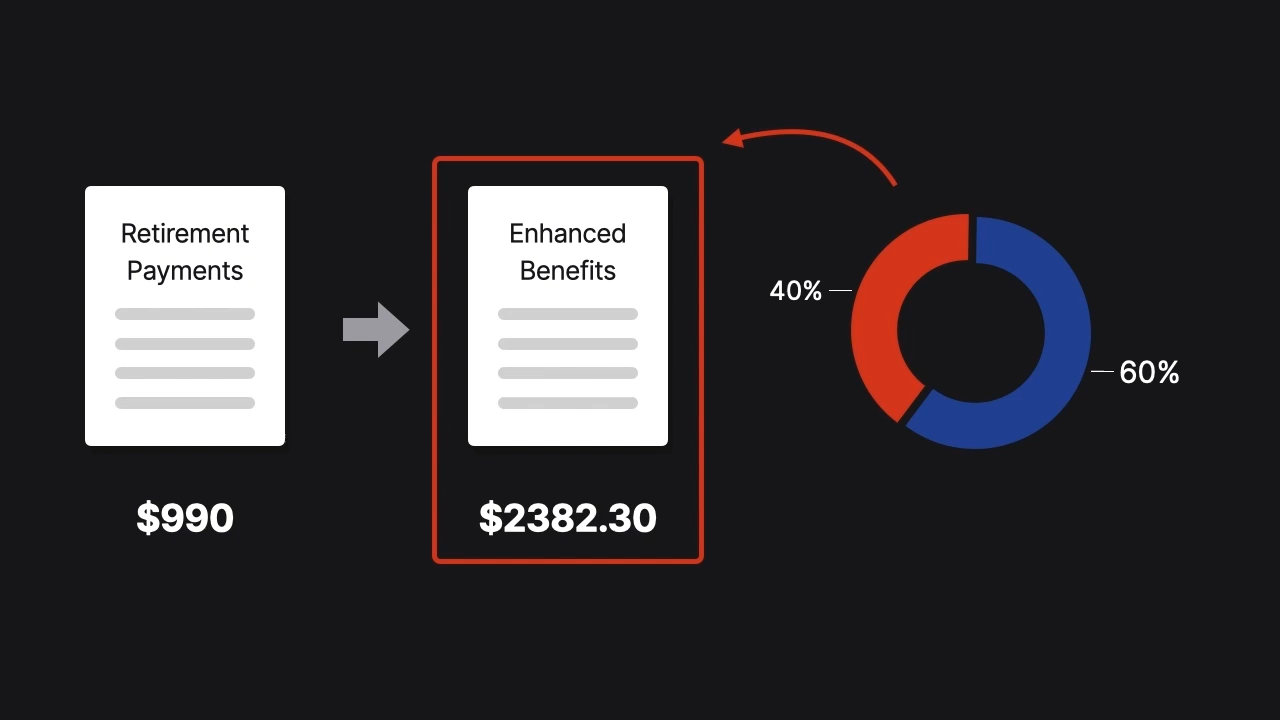 Retirement
Payments
$990
Enhanced
Benefits
$2382.30
40%
60%